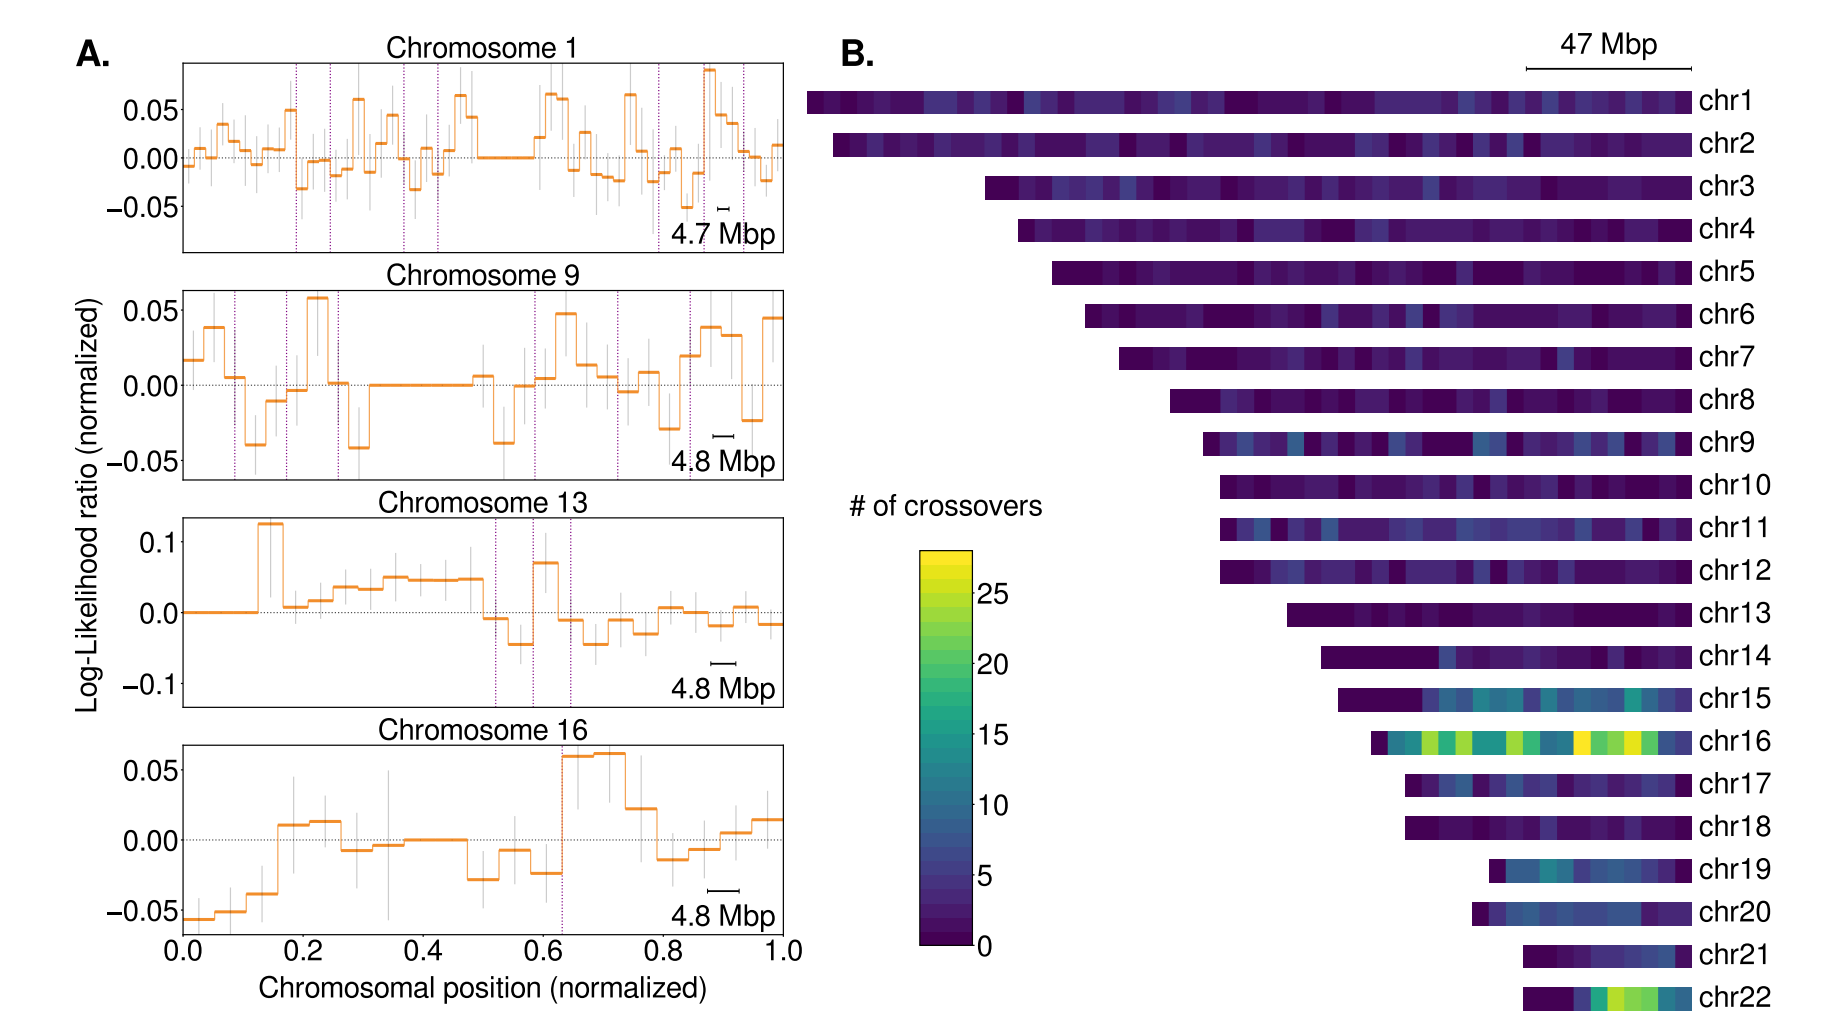 A.
Chromosome 1
0.05
0.00
−0.05
4.7 Mbp
Chromosome 9
0.05
0.00
−0.05
4.8 Mbp
Chromosome 13
0.1
0.0
−0.1
4.8 Mbp
Chromosome 16
0.05
0.00
−0.05
4.8 Mbp
0.0 0.2 0.4 0.6 0.8 1.0
Chromosomal position (normalized)
Log-Likelihood ratio (normalized)
B.
47 Mbp
chr1
chr2
chr3
chr4
chr5
chr6
chr7
chr8
chr9
chr10
chr11
chr12
chr13
chr14
chr15
chr16
chr17
chr18
chr19
chr20
chr21
chr22
# of crossovers
25
20
15
10
5
0